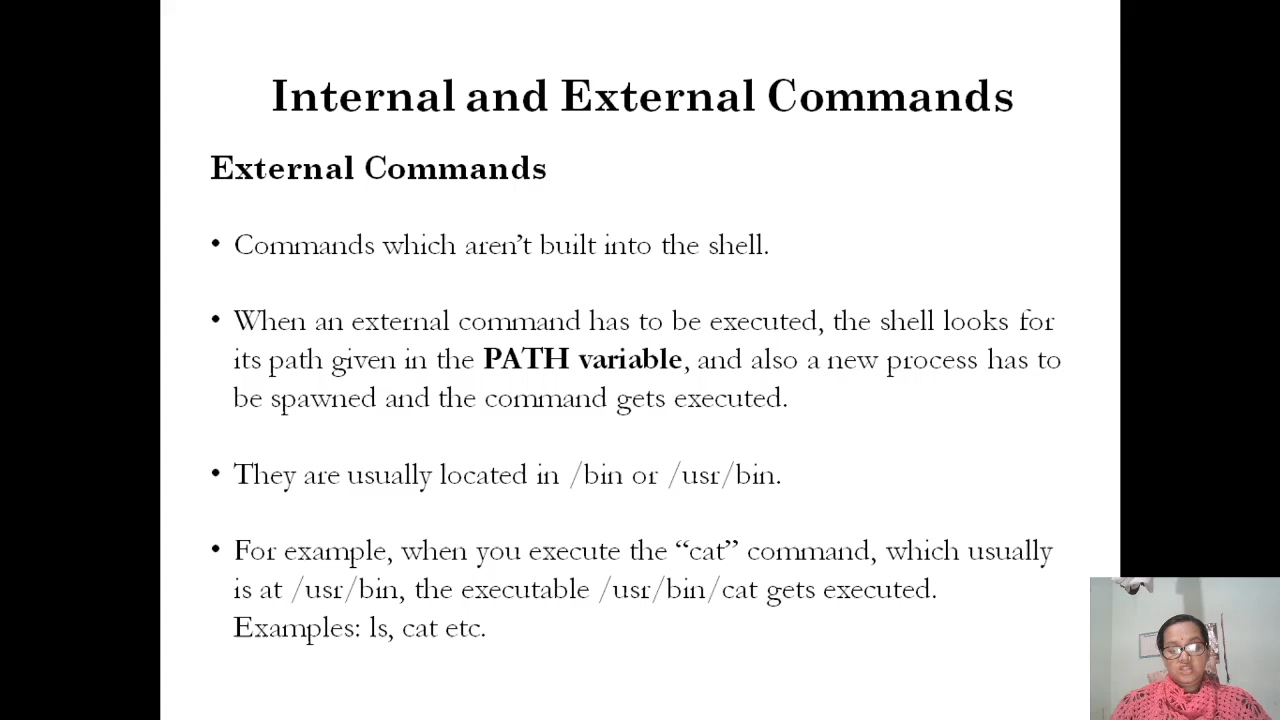 Internal and External Commands
External Commands
• Commands which aren’t built into the shell.
• When an external command has to be executed, the shell looks for
its path given in the PATH variable, and also a new process has to
be spawned and the command gets executed.
• They are usually located in /bin or /usr/bin.
• For example, when you execute the “cat” command, which usually
is at /usr/bin, the executable /usr/bin/cat gets executed.
Examples: ls, cat etc.